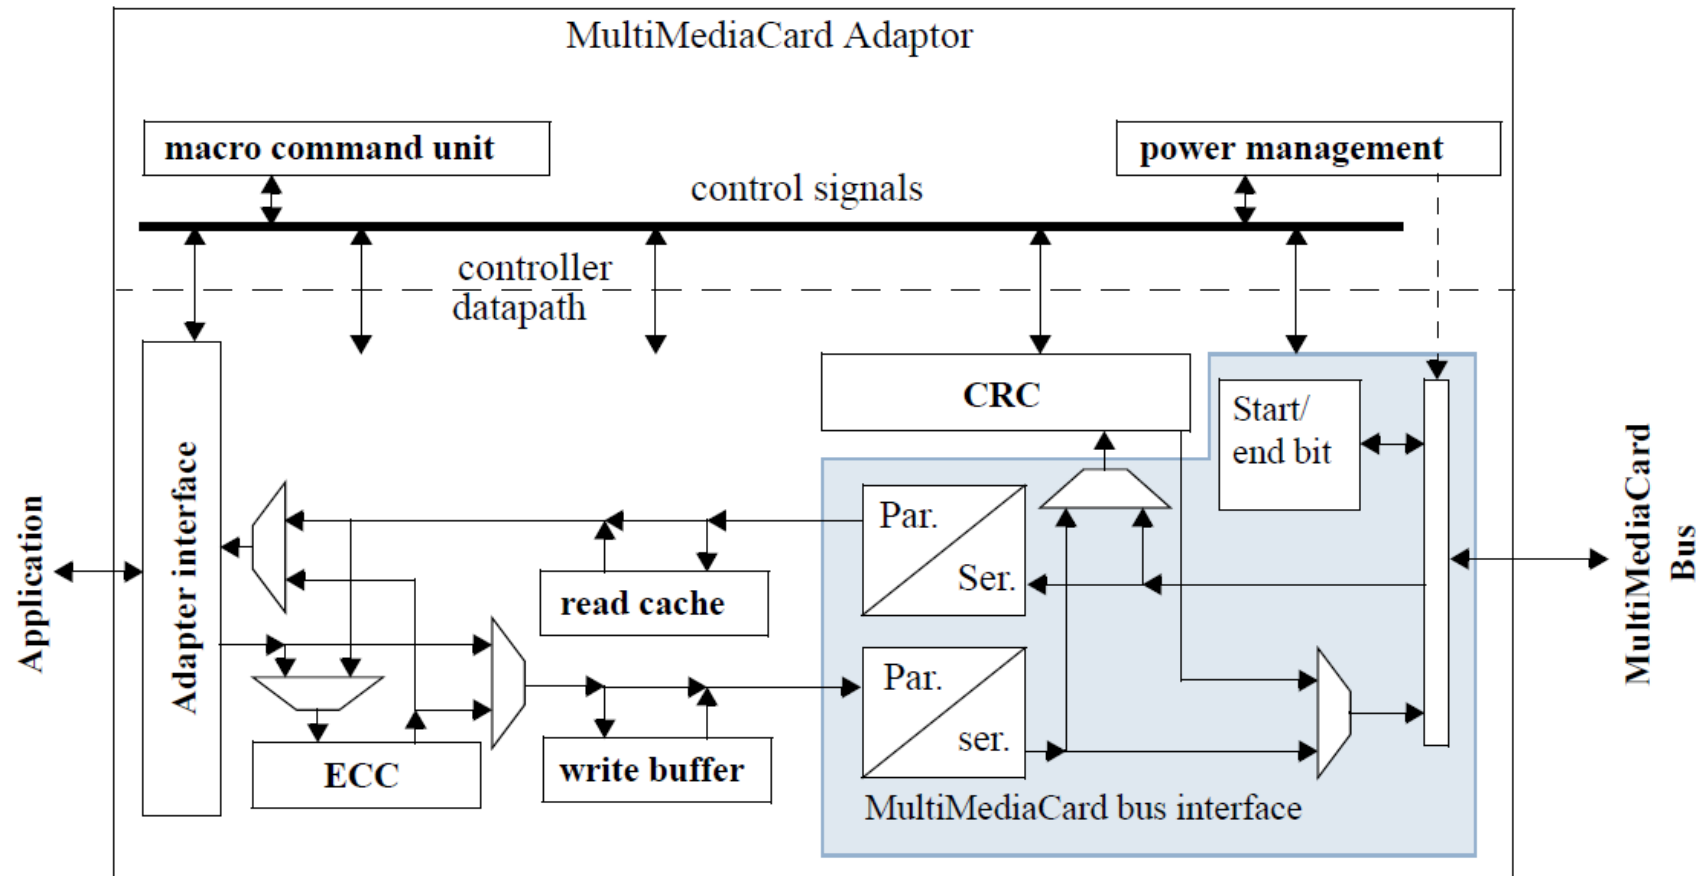 MultiMediaCard Adaptor
macro command unit
power management
control signals
controller
datapath
CRC
Start/
end bit
Application
Adapter interface
Par.
Ser.
read cache
MultiMediaCard
Bus
Par.
ser.
ECC
write buffer
MultiMediaCard bus interface